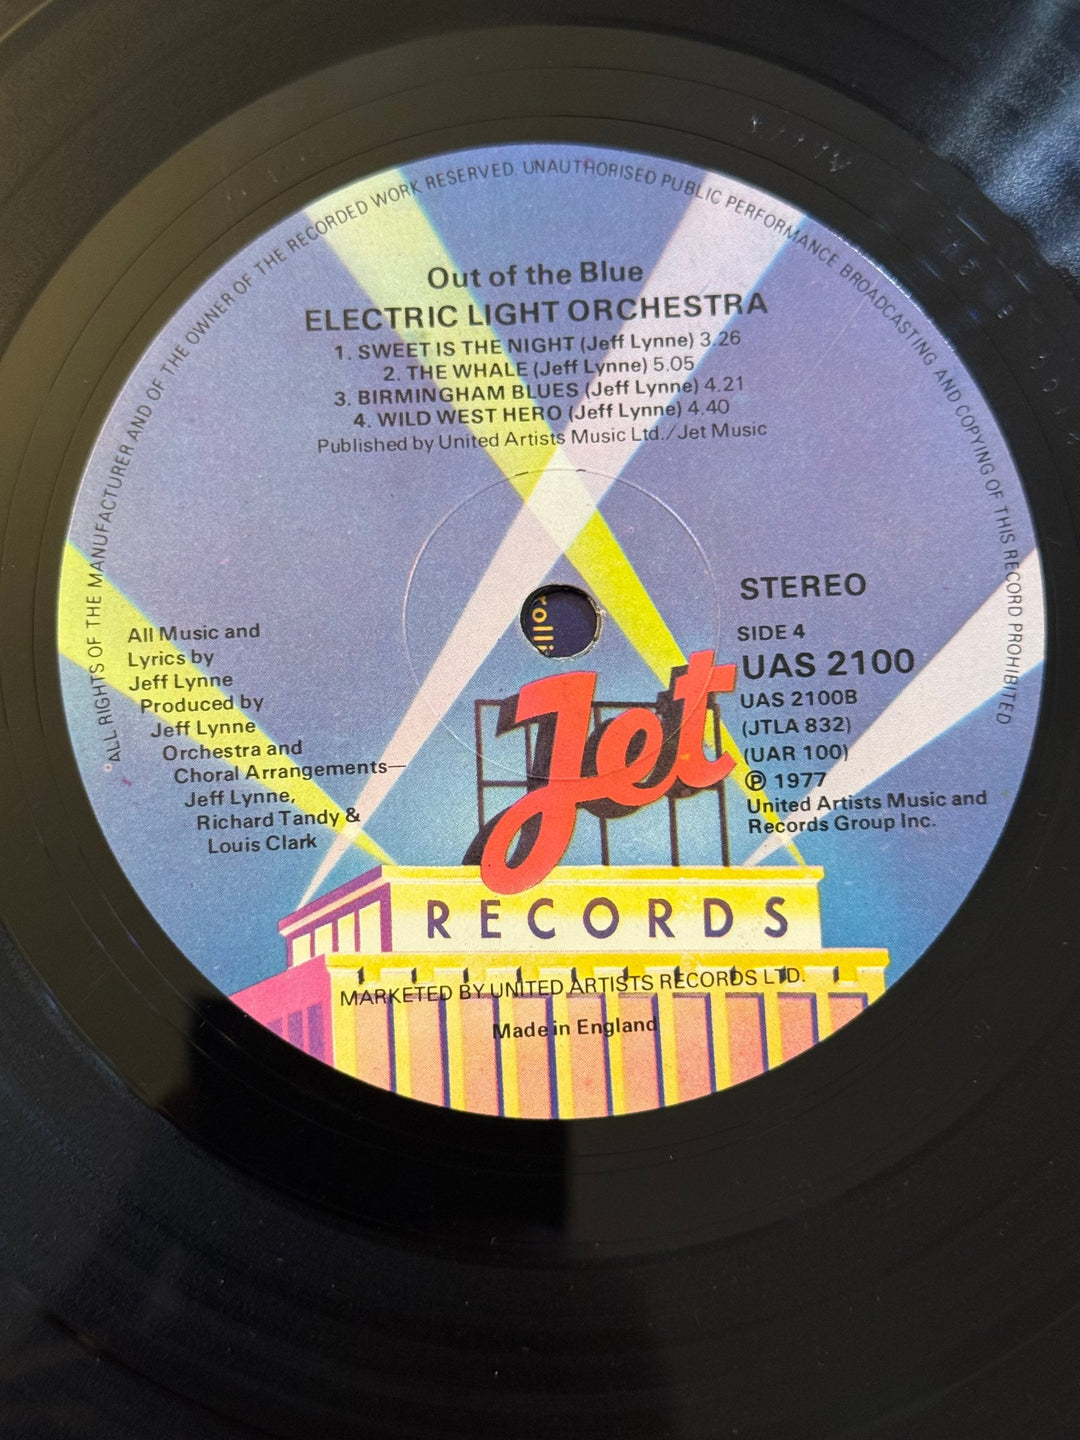 ALL RIGHTS OF THE MANUFACTURER AND OF THE OWNER OF THE RECORDED WORK RESERVED. UNAUTHORISED PUBLIC PERFORMANCE BROADCASTING AND COPYING OF THIS RECORD PROHIBITED
Out of the Blue
ELECTRIC LIGHT ORCHESTRA
1. SWEET IS THE NIGHT (Jeff Lynne) 3.26
2. THE WHALE (Jeff Lynne) 5.05
3. BIRMINGHAM BLUES (Jeff Lynne) 4.21
4. WILD WEST HERO (Jeff Lynne) 4.40
Published by United Artists Music Ltd./Jet Music
All Music and
Lyrics by
Jeff Lynne
Produced by
Jeff Lynne
Orchestra and
Choral Arrangements—
Jeff Lynne,
Richard Tandy &
Louis Clark
STEREO
SIDE 4
UAS 2100
UAS 2100B
(JTLA 832)
(UAR 100)
℗ 1977
United Artists Music and
Records Group Inc.
Jet
RECORDS
MARKETED BY UNITED ARTISTS RECORDS LTD.
Made in England